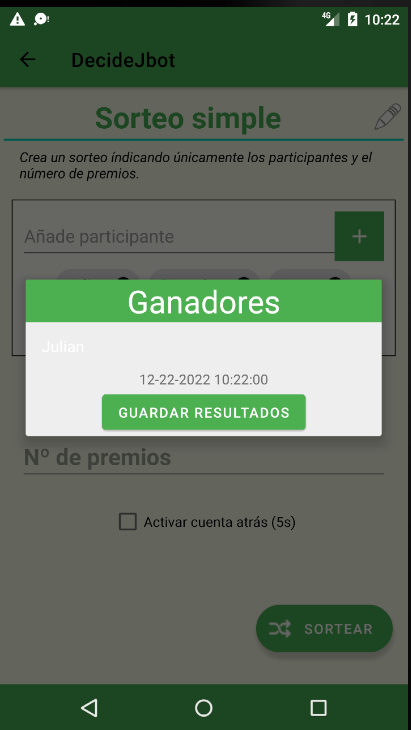 4G 10:22
DecideJbot
Sorteo simple
Crea un sorteo indicando únicamente los participantes y el
número de premios.
Añade participante
+
Ganadores
Julian
12-22-2022 10:22:00
GUARDAR RESULTADOS
Nº de premios
Activar cuenta atrás (5s)
SORTEAR